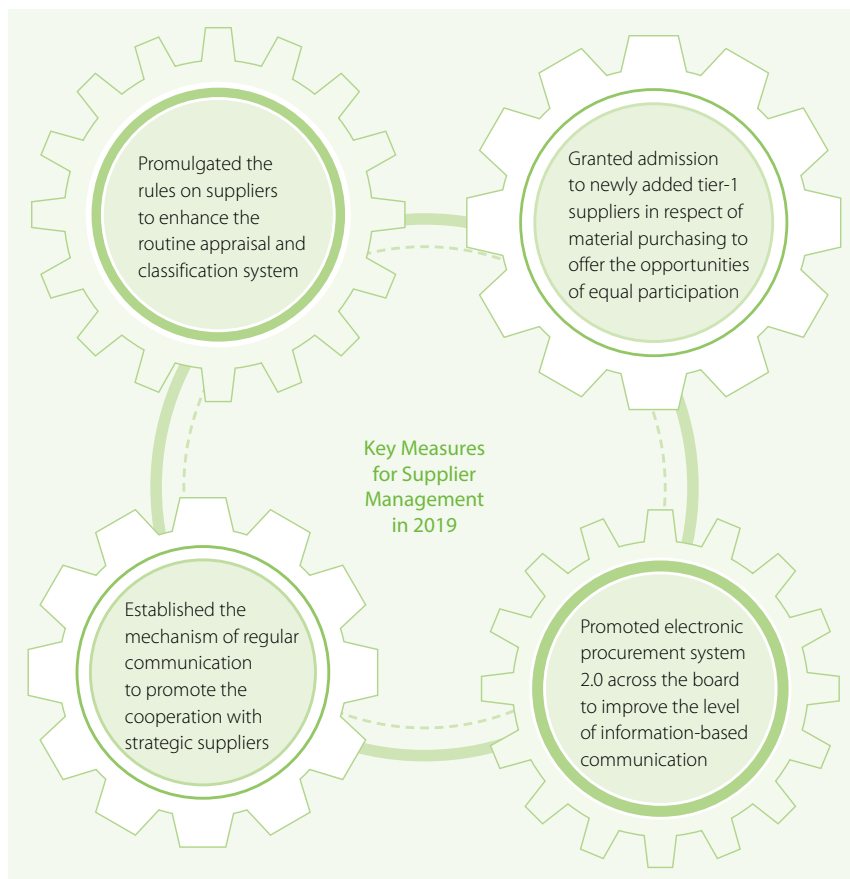 Promulgated the
rules on suppliers
to enhance the
routine appraisal and
classification system
Granted admission
to newly added tier-1
suppliers in respect of
material purchasing to
offer the opportunities
of equal participation
Key Measures
for Supplier
Management
in 2019
Established the
mechanism of regular
communication
to promote the
cooperation with
strategic suppliers
Promoted electronic
procurement system
2.0 across the board
to improve the level
of information-based
communication